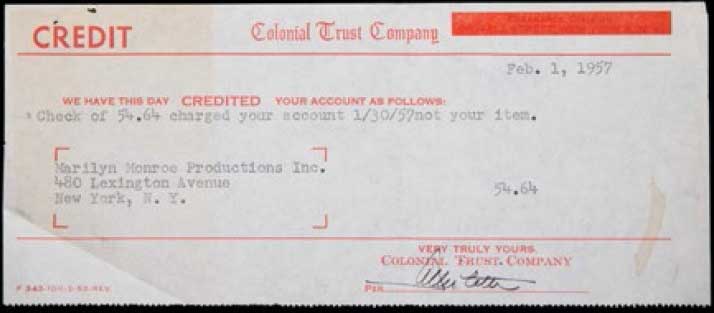 CREDIT
Colonial Trust Company
Feb. 1, 1957
WE HAVE THIS DAY CREDITED YOUR ACCOUNT AS FOLLOWS:
Check of 54.64 charged your account 1/30/57not your item.
Marilyn Monroe Productions Inc.
480 Lexington Avenue
New York, N. Y.
54.64
VERY TRULY YOURS,
COLONIAL TRUST COMPANY
PER